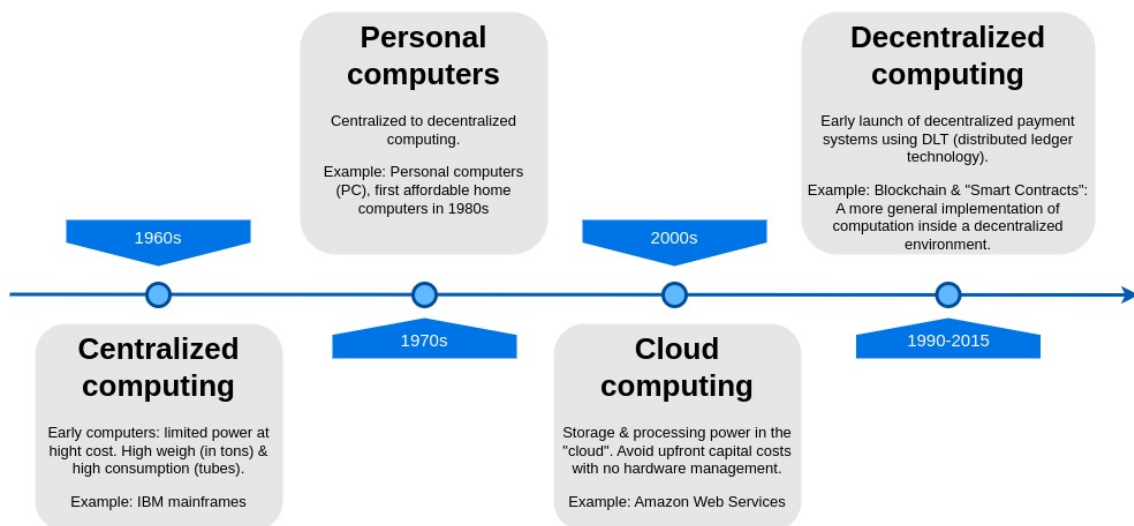 Personal
computers
Centralized to decentralized
computing.
Example: Personal computers
(PC), first affordable home
computers in 1980s
Decentralized
computing
Early launch of decentralized payment
systems using DLT (distributed ledger
technology).
Example: Blockchain & "Smart Contracts":
A more general implementation of
computation inside a decentralized
environment.
1960s
2000s
1970s
1990-2015
Centralized
computing
Early computers: limited power at
hight cost. High weigh (in tons) &
high consumption (tubes).
Example: IBM mainframes
Cloud
computing
Storage & processing power in the
"cloud". Avoid upfront capital costs
with no hardware management.
Example: Amazon Web Services